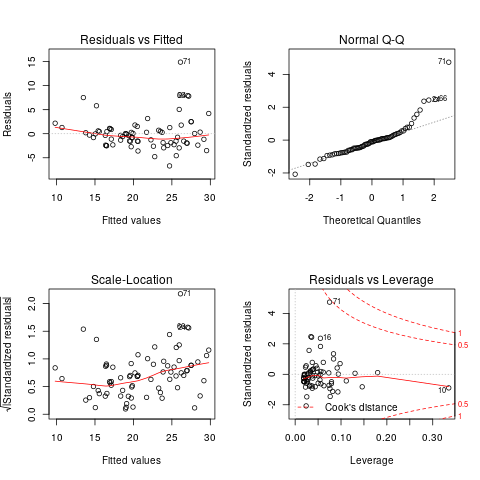 Residuals vs Fitted
Residuals
15
10
5
0
-5
71
66
10 15 20 25 30
Fitted values
Normal Q-Q
Standardized residuals
4
2
0
-2
71
66
-2 -1 0 1 2
Theoretical Quantiles
Scale-Location
√|Standardized residuals|
2.0
1.5
1.0
0.5
0.0
71
10 15 20 25 30
Fitted values
Residuals vs Leverage
Standardized residuals
4
2
0
-2
71
16
10
1
0.5
0.5
1
Cook's distance
0.00 0.10 0.20 0.30
Leverage